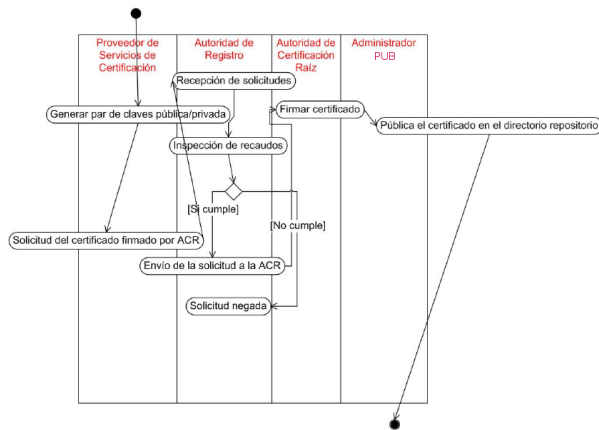 Proveedor de
Servicios de
Certificación
Autoridad de
Registro
Autoridad de
Certificación
Raíz
Administrador
PUB
Recepción de solicitudes
Generar par de claves pública/privada
Firmar certificado
Pública el certificado en el directorio repositorio
Inspección de recaudos
[Si cumple]
[No cumple]
Solicitud del certificado firmado por ACR
Envío de la solicitud a la ACR
Solicitud negada